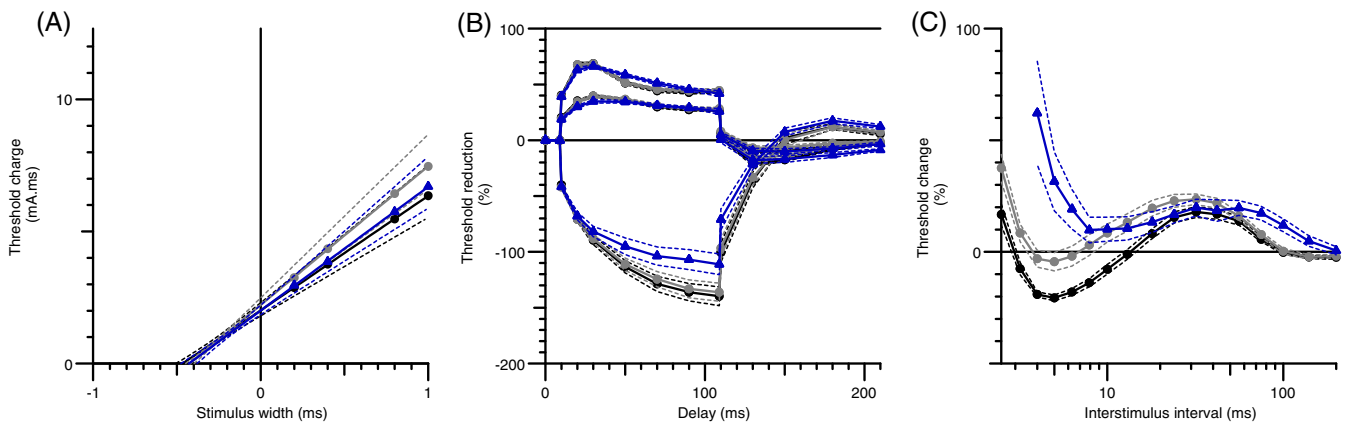 (A)
10
0
-1
0
1
Threshold charge
(mA.ms)
Stimulus width (ms)
(B)
100
0
-100
-200
0
100
200
Threshold reduction
(%)
Delay (ms)
(C)
100
0
10
100
Threshold change
(%)
Interstimulus interval (ms)